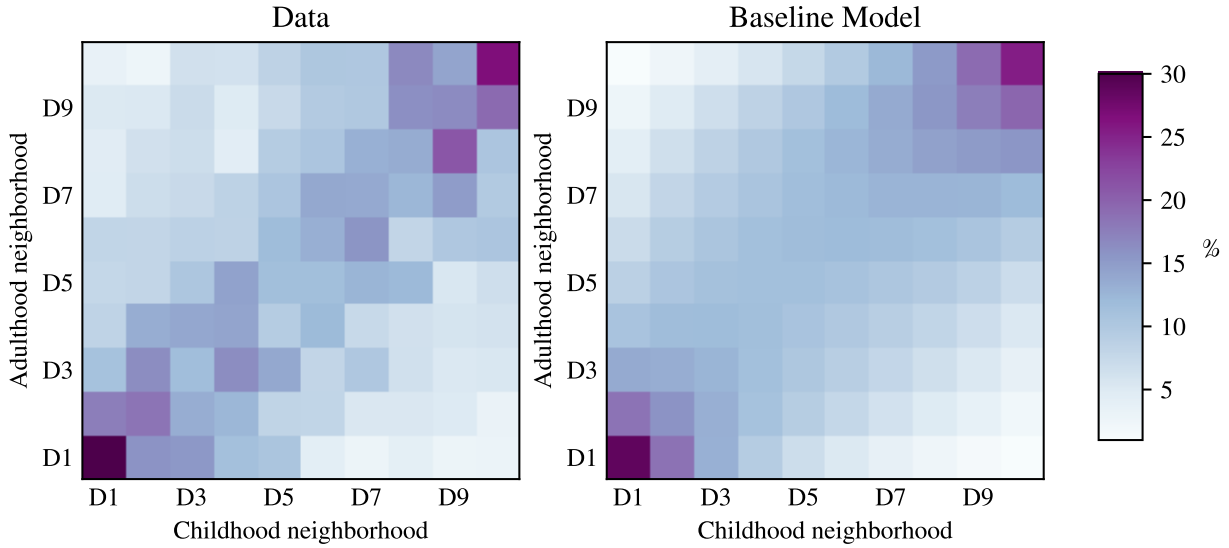 Data
Baseline Model
Adulthood neighborhood
D9
D7
D5
D3
D1
D1 D3 D5 D7 D9
Childhood neighborhood
Adulthood neighborhood
D9
D7
D5
D3
D1
D1 D3 D5 D7 D9
Childhood neighborhood
30
25
20
15
10
5
%